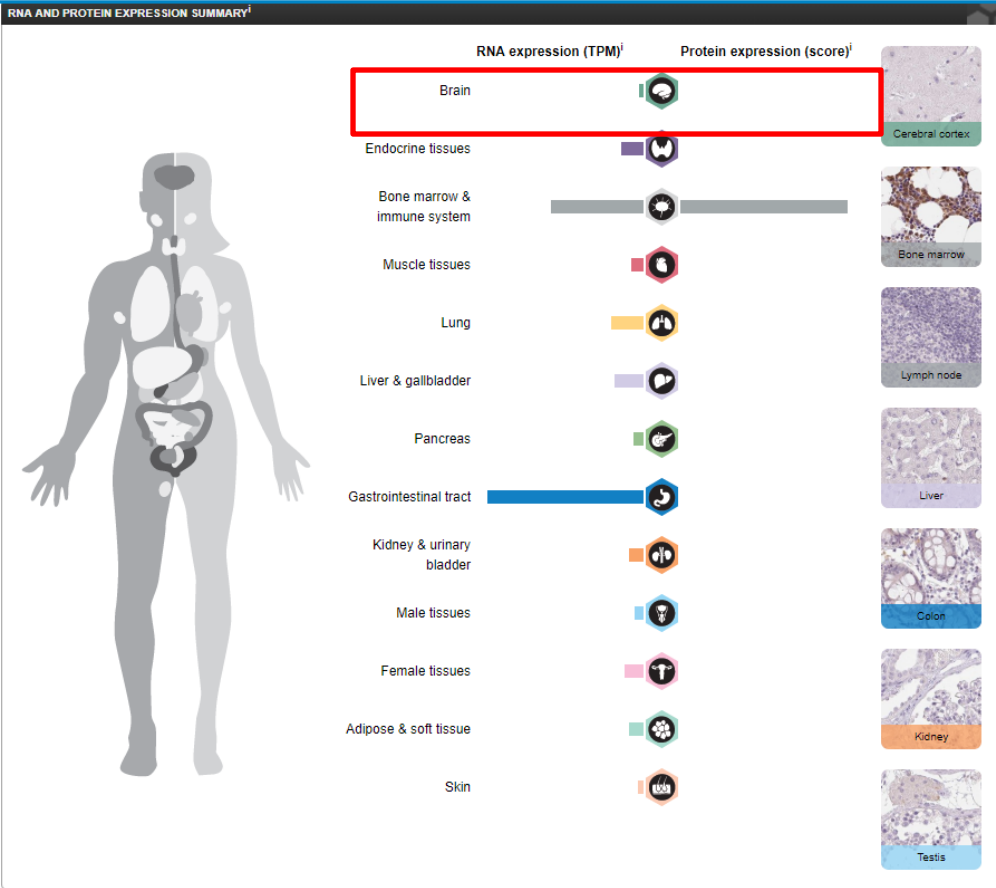 RNA AND PROTEIN EXPRESSION SUMMARYi
RNA expression (TPM)i
Protein expression (score)i
Brain
Endocrine tissues
Bone marrow &
immune system
Muscle tissues
Lung
Liver & gallbladder
Pancreas
Gastrointestinal tract
Kidney & urinary
bladder
Male tissues
Female tissues
Adipose & soft tissue
Skin
Cerebral cortex
Bone marrow
Lymph node
Liver
Colon
Kidney
Testis